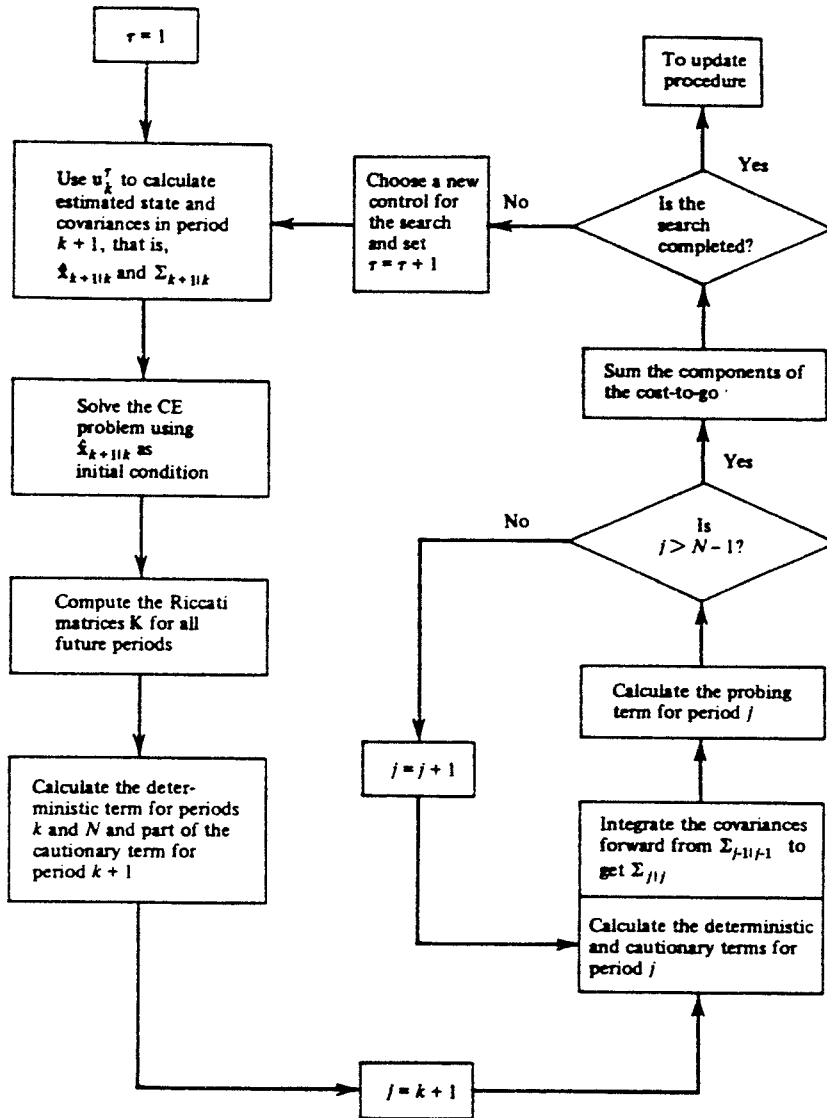 τ = 1
Use u_k^τ to calculate
estimated state and
covariances in period
k + 1, that is,
x̂_{k+1|k} and Σ_{k+1|k}
Solve the CE
problem using
x̂_{k+1|k} as
initial condition
Compute the Riccati
matrices K for all
future periods
Calculate the deter-
ministic term for periods
k and N and part of the
cautionary term for
period k + 1
j = k + 1
Calculate the deterministic
and cautionary terms for
period j
Integrate the covariances
forward from Σ_{j-1|j-1} to
get Σ_{j|j}
Calculate the probing
term for period j
Is
j > N – 1?
No
j = j + 1
Yes
Sum the components of
the cost-to-go
Is the
search
completed?
No
Choose a new
control for
the search
and set
τ = τ + 1
Yes
To update
procedure